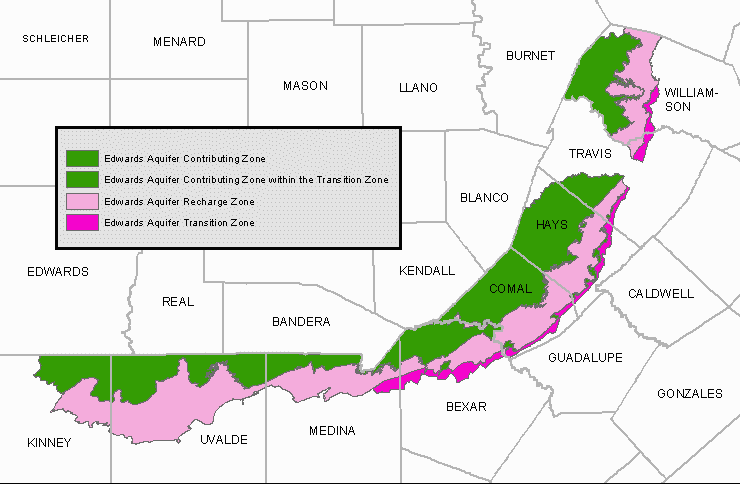 SCHLEICHER
MENARD
BURNET
MASON
LLANO
WILLIAM-
SON
Edwards Aquifer Contributing Zone
Edwards Aquifer Contributing Zone within the Transition Zone
Edwards Aquifer Recharge Zone
Edwards Aquifer Transition Zone
TRAVIS
BLANCO
HAYS
EDWARDS
KENDALL
REAL
COMAL
CALDWELL
BANDERA
GUADALUPE
GONZALES
BEXAR
MEDINA
UVALDE
KINNEY